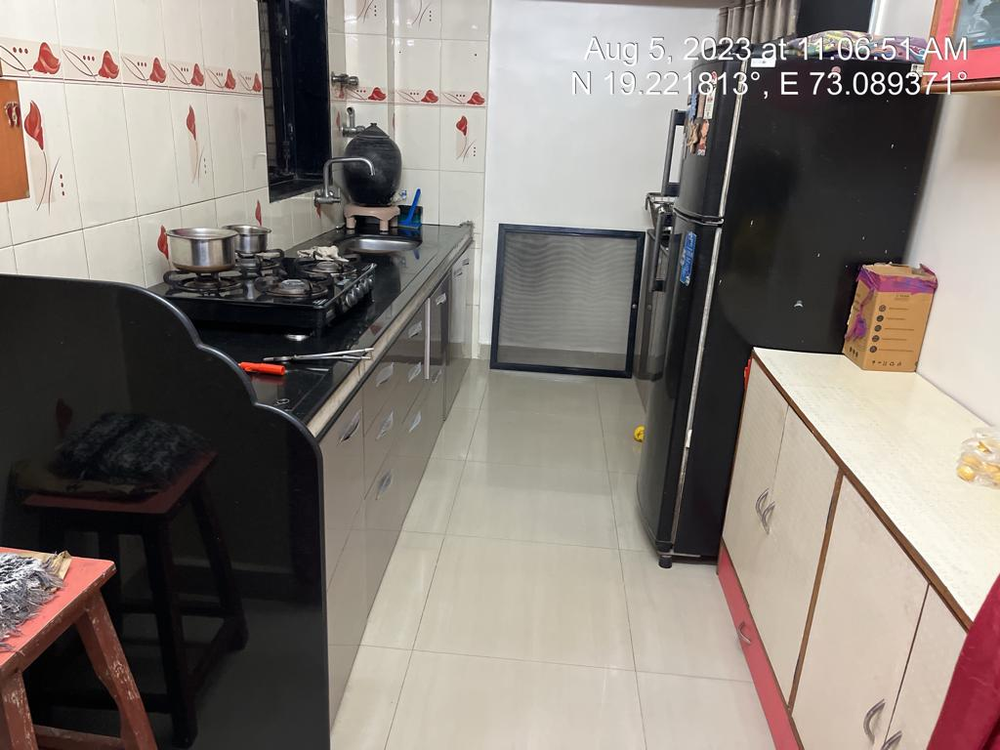 Aug 5, 2023 at 11:06:51 AM
N 19.221813°, E 73.089371°